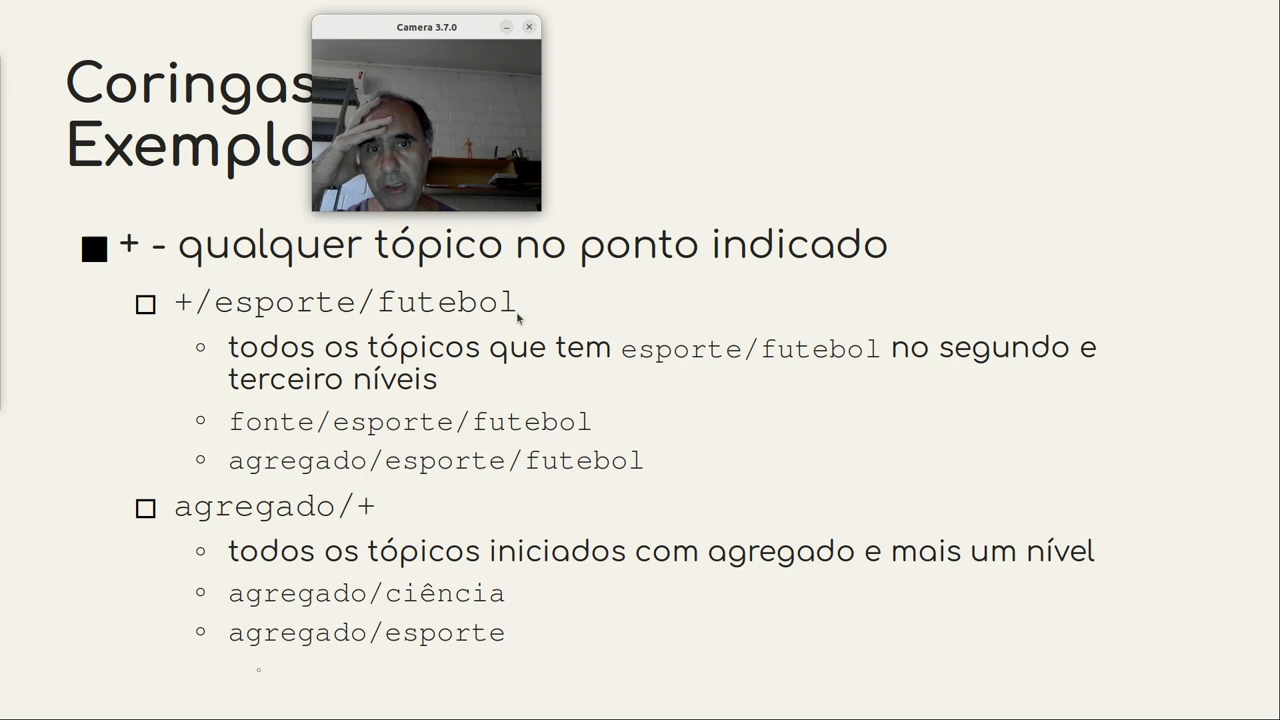 Camera 3.7.0
Coringas
Exemplo
+ - qualquer tópico no ponto indicado
+/esporte/futebol
todos os tópicos que tem esporte/futebol no segundo e
terceiro níveis
fonte/esporte/futebol
agregado/esporte/futebol
agregado/+
todos os tópicos iniciados com agregado e mais um nível
agregado/ciência
agregado/esporte